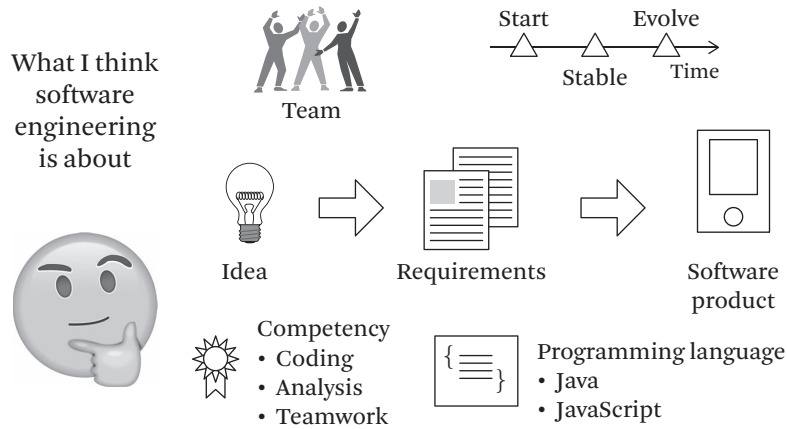 What I think
software
engineering
is about
Team
Start
Evolve
Stable
Time
Idea
Requirements
Software
product
Competency
• Coding
• Analysis
• Teamwork
{ }
Programming language
• Java
• JavaScript